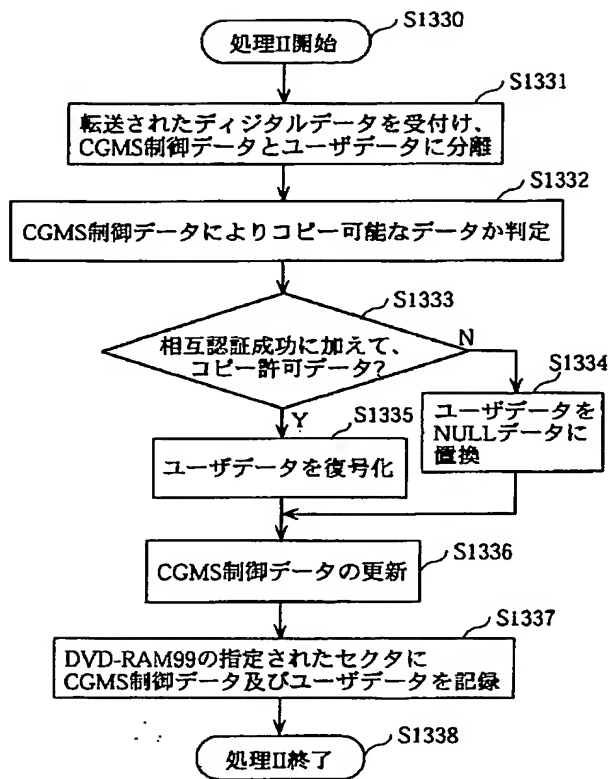 S1330
処理II開始
S1331
転送されたディジタルデータを受付け、
CGMS制御データとユーザデータに分離
S1332
CGMS制御データによりコピー可能なデータか判定
S1333
相互認証成功に加えて、
コピー許可データ?
N
S1334
ユーザデータを
NULLデータに
置換
Y
S1335
ユーザデータを復号化
S1336
CGMS制御データの更新
S1337
DVD-RAM99の指定されたセクタに
CGMS制御データ及びユーザデータを記録
S1338
処理II終了